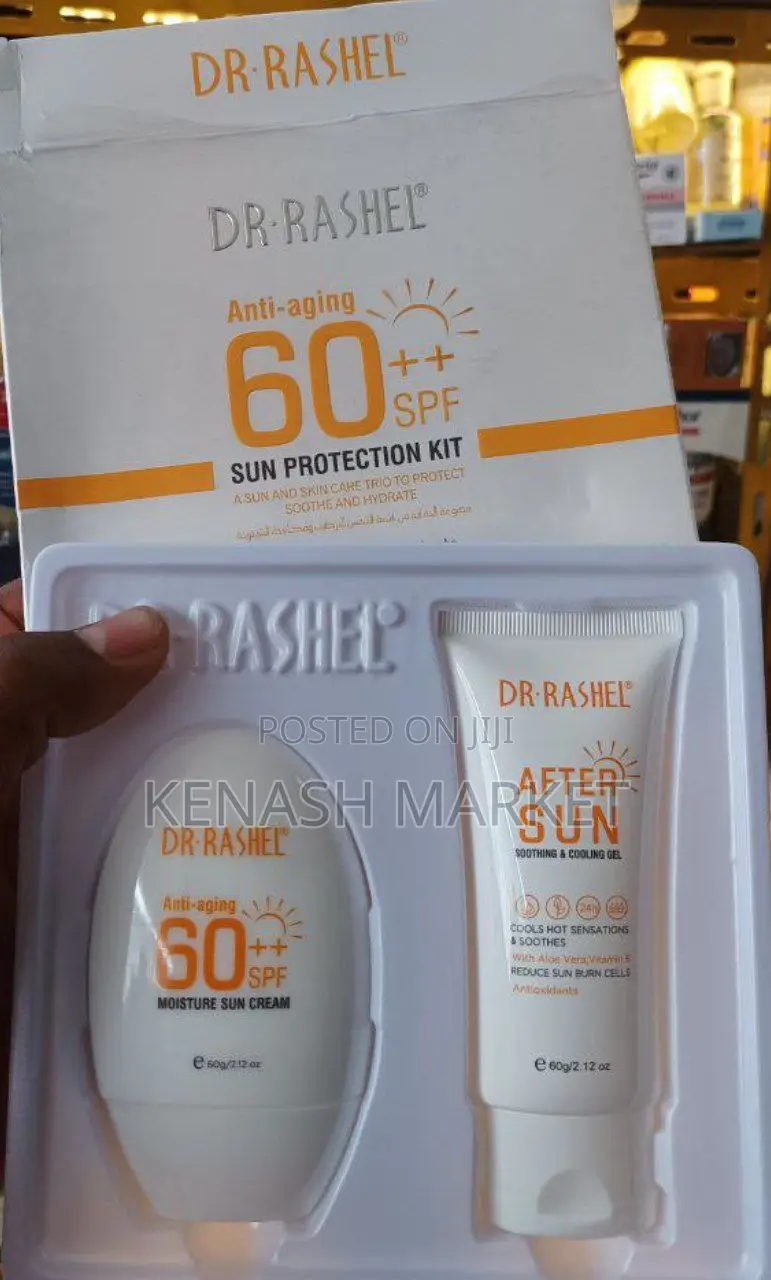 DR·RASHEL®
DR·RASHEL®
Anti-aging
60++
SPF
SUN PROTECTION KIT
A SUN AND SKIN CARE TRIO TO PROTECT
SOOTHE AND HYDRATE
DR·RASHEL®
POSTED ON JIJI
KENASH MARKET
DR·RASHEL®
Anti-aging
60++
SPF
MOISTURE SUN CREAM
e 60g/2.12 oz
DR·RASHEL®
AFTER
SUN
SOOTHING & COOLING GEL
24h
COOLS HOT SENSATIONS
& SOOTHES
With Aloe Vera,Vitamin E
REDUCE SUN BURN CELLS
Antioxidants
e 60g/2.12 oz